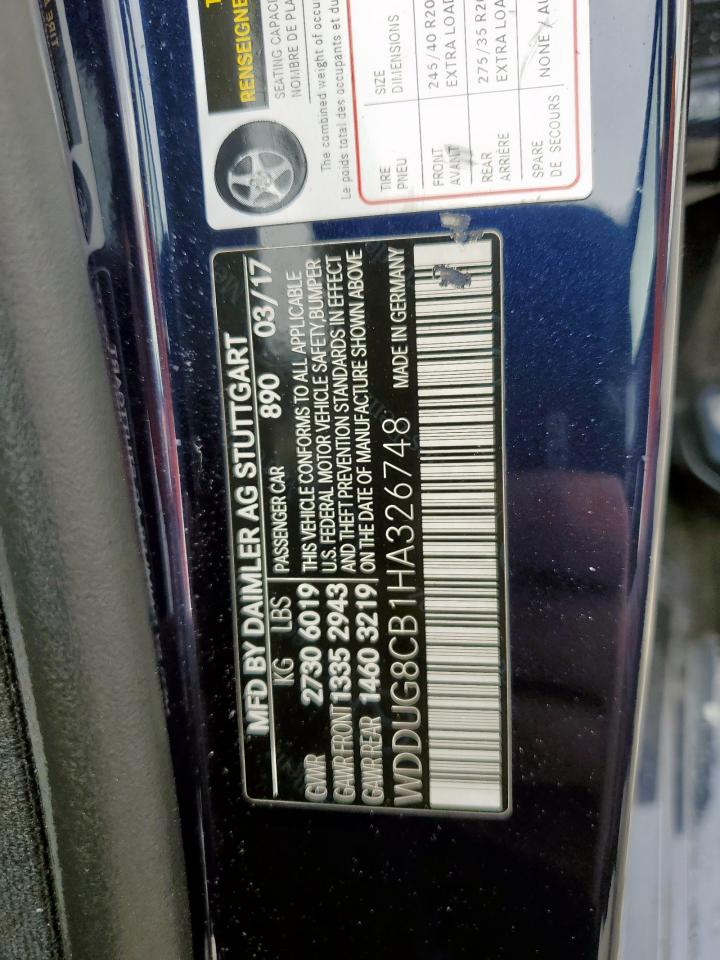 RENSEIGNE
SEATING CAPAC
NOMBRE DE PLA
The combined weight of occu
Le poids total des occupants et du
TIRE
PNEU
SIZE
DIMENSIONS
FRONT
AVANT
245/40 R20
EXTRA LOAD
REAR
ARRIÈRE
275/35 R20
EXTRA LOA
SPARE
DE SECOURS
NONE / AU
MFD BY DAIMLER AG STUTTGART
KG LBS PASSENGER CAR 890 03/17
GVWR 2730 6019
GAWR FRONT 1335 2943
GAWR REAR 1460 3219
THIS VEHICLE CONFORMS TO ALL APPLICABLE
U.S. FEDERAL MOTOR VEHICLE SAFETY, BUMPER
AND THEFT PREVENTION STANDARDS IN EFFECT
ON THE DATE OF MANUFACTURE SHOWN ABOVE
WDDUG8CB1HA326748 MADE IN GERMANY